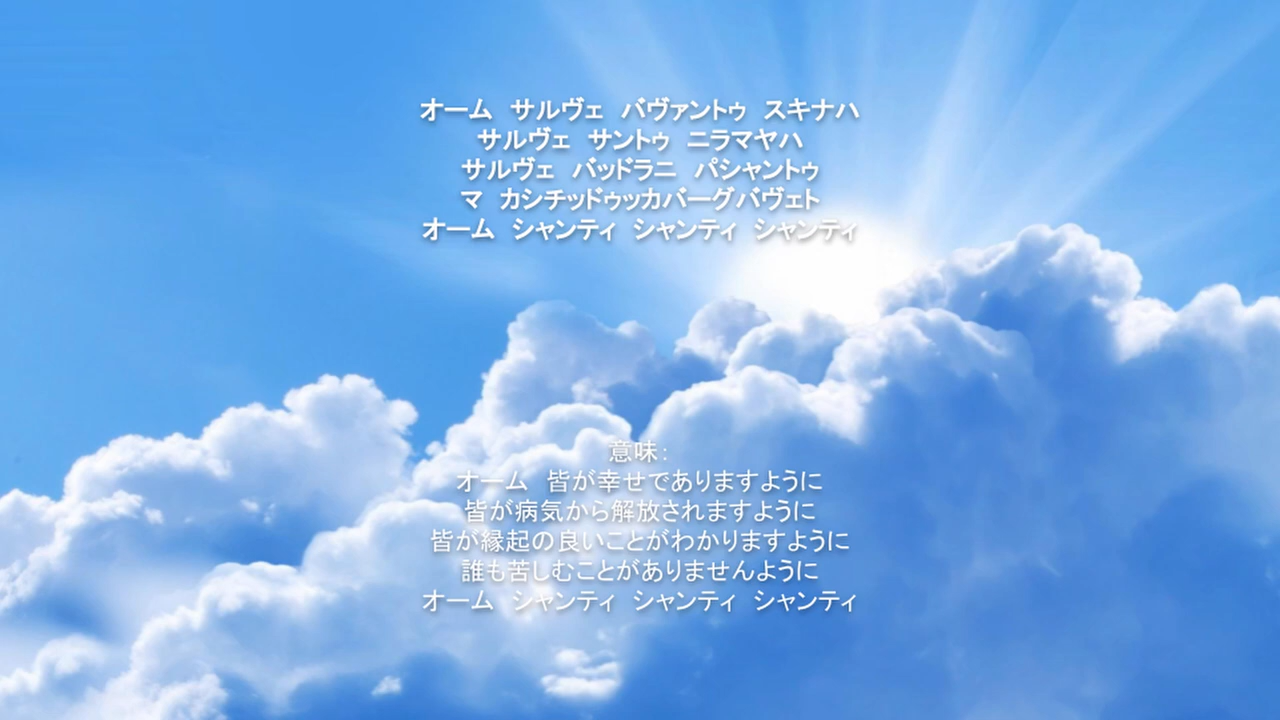 オーム　サルヴェ　バヴァントゥ　スキナハ
サルヴェ　サントゥ　ニラマヤハ
サルヴェ　バッドラニ　パシャントゥ
マ　カシチッドゥッカバーグバヴェト
オーム　シャンティ　シャンティ　シャンティ
意味：
オーム　皆が幸せでありますように
皆が病気から解放されますように
皆が縁起の良いことがわかりますように
誰も苦しむことがありませんように
オーム　シャンティ　シャンティ　シャンティ